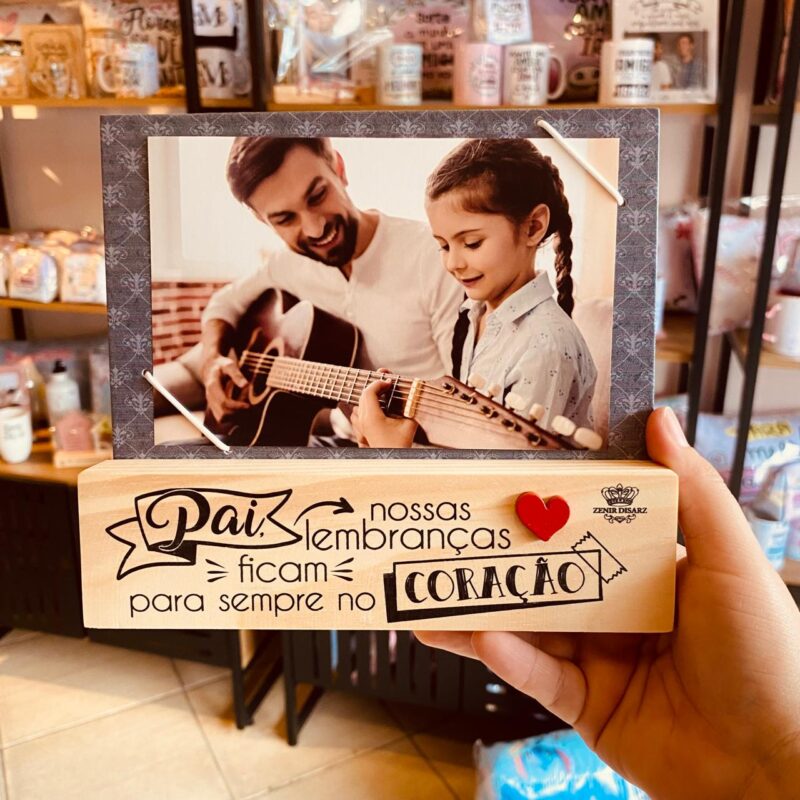 Pai, nossas
lembranças
ficam
para sempre no CORAÇÃO
ZENIR DISARZ